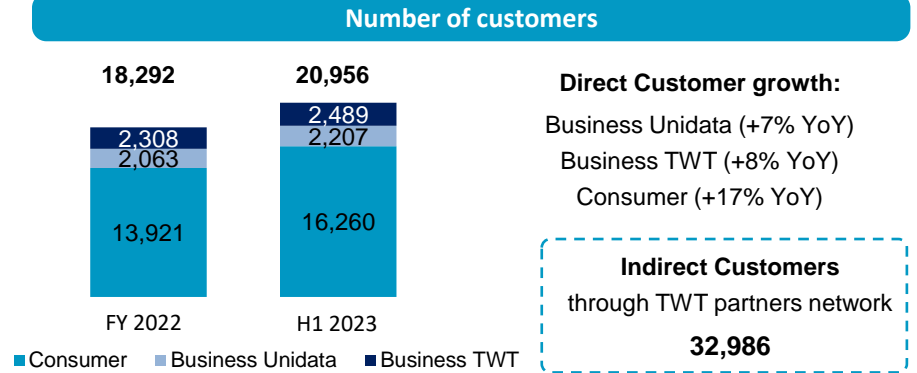 Number of customers
18,292
20,956
2,308
2,063
13,921
2,489
2,207
16,260
FY 2022
H1 2023
Consumer
Business Unidata
Business TWT
Direct Customer growth:
Business Unidata (+7% YoY)
Business TWT (+8% YoY)
Consumer (+17% YoY)
Indirect Customers
through TWT partners network
32,986